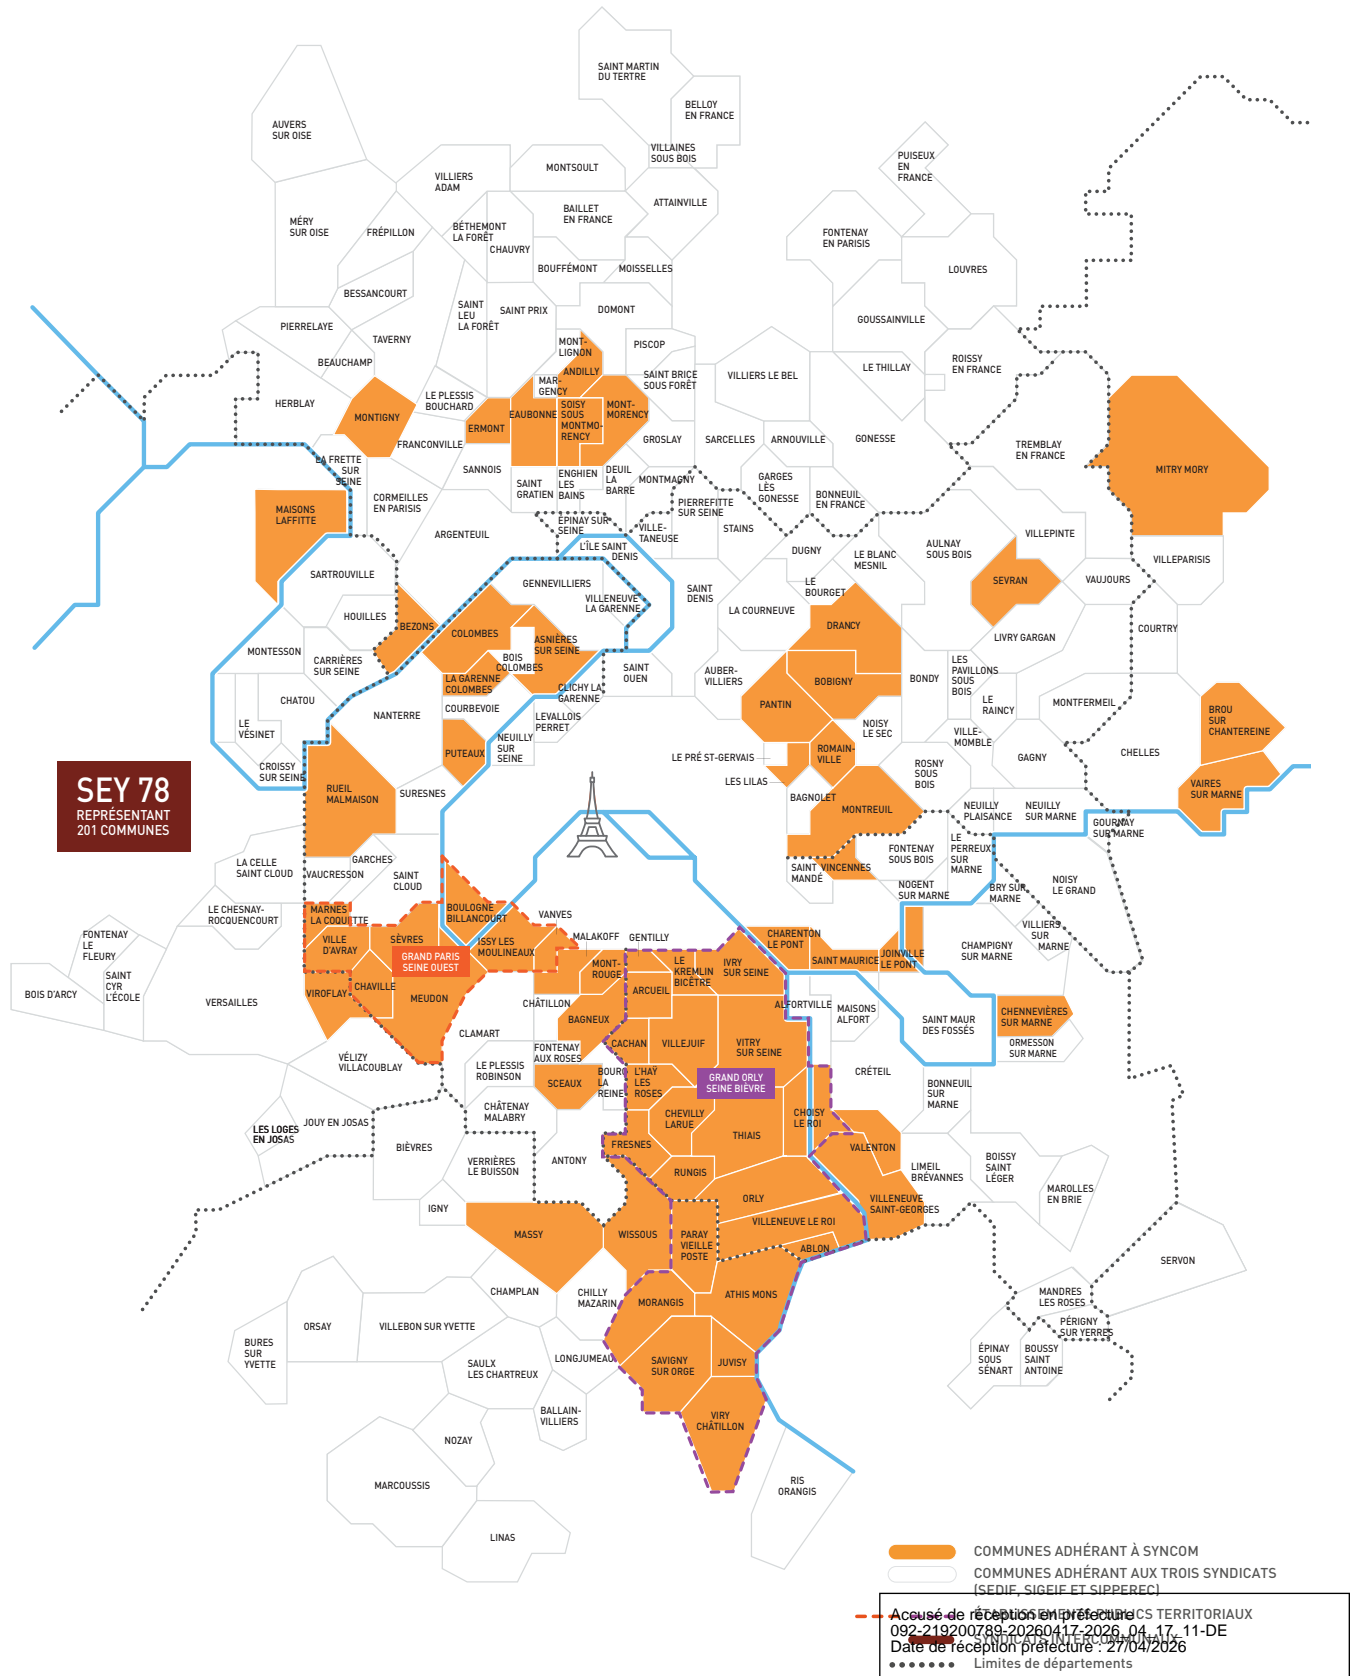 SAINT MARTIN
DU TERTRE
BELLOY
EN FRANCE
AUVERS
SUR OISE
VILLAINES
SOUS BOIS
PUISEUX
EN
FRANCE
MONTSOULT
VILLIERS
ADAM
ATTAINVILLE
BAILLET
EN FRANCE
MÉRY
SUR OISE
FRÉPILLON
BÉTHEMONT
LA FORÊT
CHAUVRY
FONTENAY
EN PARISIS
BOUFFÉMONT
MOISSELLES
LOUVRES
BESSANCOURT
SAINT
LEU
LA FORÊT
SAINT PRIX
DOMONT
GOUSSAINVILLE
PIERRELAYE
TAVERNY
MONT-
LIGNON
PISCOP
BEAUCHAMP
ANDILLY
SAINT BRICE
SOUS FORÊT
VILLIERS LE BEL
LE THILLAY
ROISSY
EN FRANCE
MAR-
GENCY
HERBLAY
LE PLESSIS
BOUCHARD
MONTIGNY
EAUBONNE
SOISY
SOUS
MONTMO-
RENCY
MONT-
MORENCY
ERMONT
FRANCONVILLE
GROSLAY
SARCELLES
ARNOUVILLE
GONESSE
TREMBLAY
EN FRANCE
MITRY MORY
LA FRETTE
SUR
SEINE
SANNOIS
SAINT
GRATIEN
ENGHIEN
LES
BAINS
DEUIL
LA
BARRE
MONTMAGNY
GARGES
LÈS
GONESSE
BONNEUIL
EN FRANCE
CORMEILLES
EN PARISIS
MAISONS
LAFFITTE
PIERREFITTE
SUR SEINE
ARGENTEUIL
ÉPINAY SUR
SEINE
VILLE-
TANEUSE
STAINS
L'ÎLE SAINT
DENIS
DUGNY
LE BLANC
MESNIL
AULNAY
SOUS BOIS
VILLEPINTE
VILLEPARISIS
SARTROUVILLE
GENNEVILLIERS
VILLENEUVE
LA GARENNE
SAINT
DENIS
LE
BOURGET
LA COURNEUVE
SEVRAN
VAUJOURS
HOUILLES
BEZONS
COLOMBES
ASNIÈRES
SUR SEINE
DRANCY
LIVRY GARGAN
COURTRY
MONTESSON
CARRIÈRES
SUR SEINE
BOIS
COLOMBES
LA GARENNE
COLOMBES
SAINT
OUEN
AUBER-
VILLIERS
BOBIGNY
BONDY
LES
PAVILLONS
SOUS
BOIS
CHATOU
NANTERRE
COURBEVOIE
CLICHY LA
GARENNE
LEVALLOIS
PERRET
PANTIN
LE
RAINCY
MONTFERMEIL
BROU
SUR
CHANTEREINE
LE
VÉSINET
PUTEAUX
NEUILLY
SUR
SEINE
NOISY
LE SEC
VILLE-
MOMBLE
CHELLES
CROISSY
SUR SEINE
LE PRÉ ST-GERVAIS
ROMAIN-
VILLE
GAGNY
SEY 78
REPRÉSENTANT
201 COMMUNES
RUEIL
MALMAISON
SURESNES
LES LILAS
BAGNOLET
ROSNY
SOUS
BOIS
VAIRES
SUR MARNE
MONTREUIL
NEUILLY
PLAISANCE
NEUILLY
SUR MARNE
GOURNAY
SUR MARNE
LA CELLE
SAINT CLOUD
VAUCRESSON
GARCHES
SAINT
CLOUD
SAINT
MANDÉ
VINCENNES
FONTENAY
SOUS BOIS
LE
PERREUX
SUR
MARNE
NOGENT
SUR MARNE
BRY SUR
MARNE
NOISY
LE GRAND
LE CHESNAY-
ROCQUENCOURT
MARNES
LA COQUITTE
BOULOGNE
BILLANCOURT
VANVES
MALAKOFF
GENTILLY
VILLIERS
SUR
MARNE
FONTENAY
LE
FLEURY
VILLE
D'AVRAY
SÈVRES
ISSY LES
MOULINEAUX
CHARENTON
LE PONT
SAINT MAURICE
JOINVILLE
LE PONT
CHAMPIGNY
SUR MARNE
GRAND PARIS
SEINE OUEST
MONT-
ROUGE
LE
KREMLIN
BICÊTRE
IVRY
SUR SEINE
BOIS D'ARCY
SAINT
CYR
L'ÉCOLE
VERSAILLES
VIROFLAY
CHAVILLE
MEUDON
CHÂTILLON
ARCUEIL
ALFORTVILLE
MAISONS
ALFORT
SAINT MAUR
DES FOSSÉS
CHENNEVIÈRES
SUR MARNE
BAGNEUX
CLAMART
CACHAN
VILLEJUIF
VITRY
SUR SEINE
ORMESSON
SUR MARNE
VÉLIZY
VILLACOUBLAY
LE PLESSIS
ROBINSON
FONTENAY
AUX ROSES
SCEAUX
BOURG
LA
REINE
L'HAŸ
LES
ROSES
GRAND ORLY
SEINE BIÈVRE
CRÉTEIL
BONNEUIL
SUR
MARNE
LES LOGES
EN JOSAS
JOUY EN JOSAS
CHÂTENAY
MALABRY
CHEVILLY
LARUE
CHOISY
LE ROI
THIAIS
BIÈVRES
VERRIÈRES
LE BUISSON
ANTONY
FRESNES
RUNGIS
VALENTON
LIMEIL
BRÉVANNES
BOISSY
SAINT
LÉGER
MAROLLES
EN BRIE
IGNY
MASSY
WISSOUS
ORLY
VILLENEUVE
SAINT-GEORGES
PARAY
VIEILLE
POSTE
VILLENEUVE LE ROI
ABLON
SERVON
CHAMPLAN
CHILLY
MAZARIN
MORANGIS
ATHIS MONS
MANDRES
LES ROSES
ORSAY
VILLEBON SUR YVETTE
PÉRIGNY
SUR YERRES
BURES
SUR
YVETTE
SAULX
LES CHARTREUX
LONGJUMEAU
SAVIGNY
SUR ORGE
JUVISY
ÉPINAY
SOUS
SÉNART
BOUSSY
SAINT
ANTOINE
BALLAIN-
VILLIERS
VIRY
CHÂTILLON
NOZAY
MARCOUSSIS
RIS
ORANGIS
LINAS
COMMUNES ADHÉRANT À SYNCOM
COMMUNES ADHÉRANT AUX TROIS SYNDICATS
(SEDIF, SIGEIF ET SIPPEREC)
ÉTABLISSEMENTS PUBLICS TERRITORIAUX
Accusé de réception en préfecture
092-219200789-20260417-2026_04_17_11-DE
SYNDICATS INTERCOMMUNAUX
Date de réception préfecture : 27/04/2026
Limites de départements